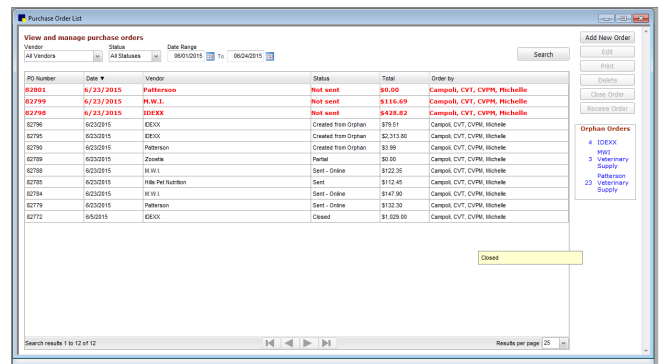 Purchase Order List
View and manage purchase orders
Vendor Status Date Range
All Vendors All Statuses 06/01/2015 To 06/24/2015 Search
PO Number Date ▼ Vendor Status Total Order by
82801 6/23/2015 Patterson Not sent $0.00 Campoli, CVT, CVPM, Michelle
82799 6/23/2015 M.W.I. Not sent $116.69 Campoli, CVT, CVPM, Michelle
82798 6/23/2015 IDEXX Not sent $428.82 Campoli, CVT, CVPM, Michelle
82796 6/23/2015 IDEXX Created from Orphan $79.51 Campoli, CVT, CVPM, Michelle
82795 6/23/2015 IDEXX Created from Orphan $2,313.80 Campoli, CVT, CVPM, Michelle
82790 6/23/2015 Patterson Created from Orphan $3.99 Campoli, CVT, CVPM, Michelle
82789 6/23/2015 Zooetis Partial $0.00 Campoli, CVT, CVPM, Michelle
82788 6/23/2015 M.W.I. Sent - Online $122.35 Campoli, CVT, CVPM, Michelle
82785 6/23/2015 Hills Pet Nutrition Sent $112.45 Campoli, CVT, CVPM, Michelle
82784 6/23/2015 M.W.I. Sent - Online $147.90 Campoli, CVT, CVPM, Michelle
82779 6/23/2015 Patterson Sent - Online $132.30 Campoli, CVT, CVPM, Michelle
82772 6/5/2015 IDEXX Closed $1,029.00 Campoli, CVT, CVPM, Michelle
Closed
Search results 1 to 12 of 12 Results per page 25
Add New Order
Edit
Print
Delete
Close Order
Receive Order
Orphan Orders
4 IDEXX
MWI
3 Veterinary
Supply
Patterson
23 Veterinary
Supply